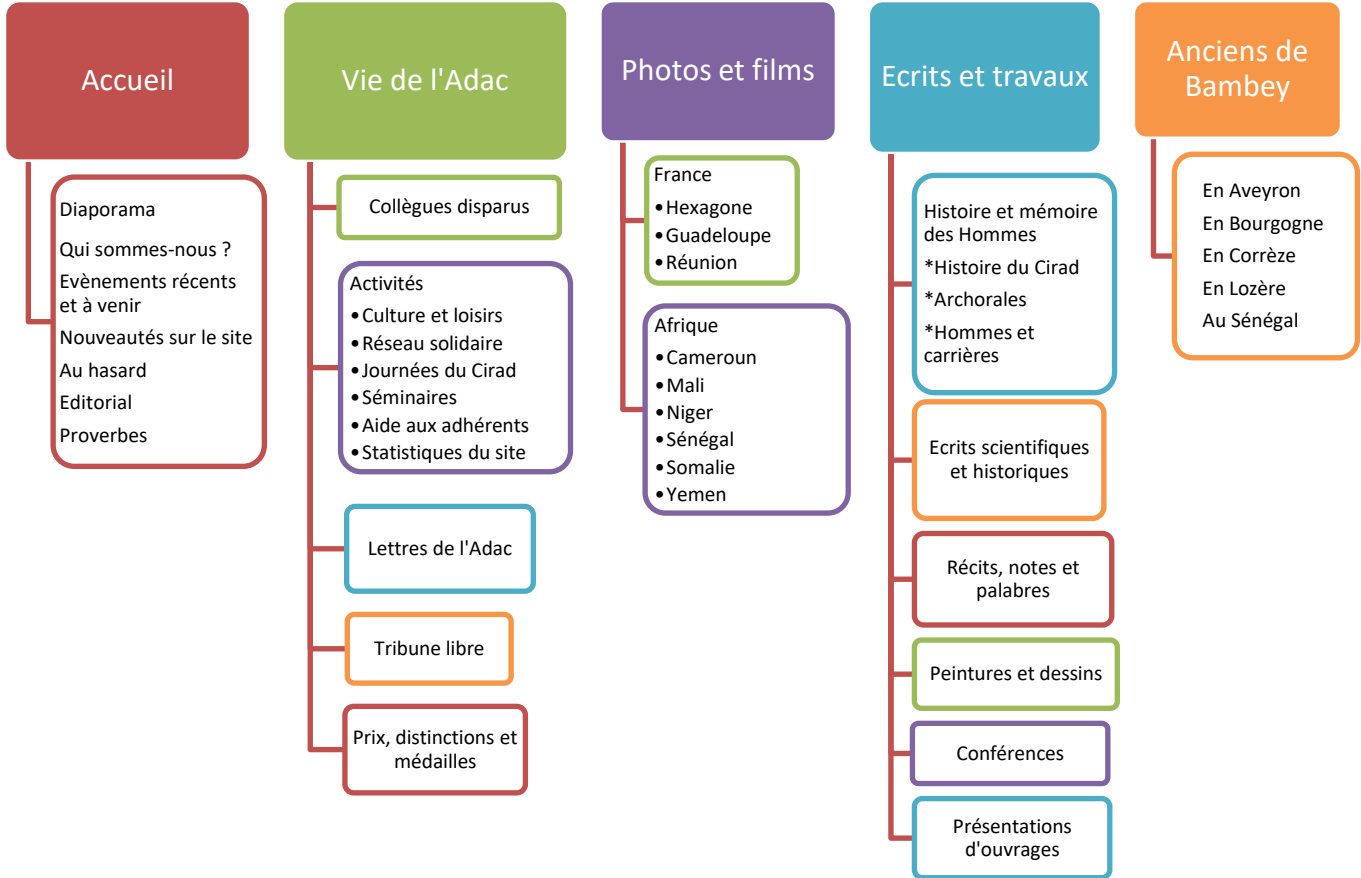 Accueil
Diaporama
Qui sommes-nous ?
Evènements récents
et à venir
Nouveautés sur le site
Au hasard
Editorial
Proverbes
Vie de l'Adac
Collègues disparus
Activités
•Culture et loisirs
•Réseau solidaire
•Journées du Cirad
•Séminaires
•Aide aux adhérents
•Statistiques du site
Lettres de l'Adac
Tribune libre
Prix, distinctions et
médailles
Photos et films
France
•Hexagone
•Guadeloupe
•Réunion
Afrique
•Cameroun
•Mali
•Niger
•Sénégal
•Somalie
•Yemen
Ecrits et travaux
Histoire et mémoire
des Hommes
*Histoire du Cirad
*Archorales
*Hommes et
carrières
Ecrits scientifiques
et historiques
Récits, notes et
palabres
Peintures et dessins
Conférences
Présentations
d'ouvrages
Anciens de
Bambey
En Aveyron
En Bourgogne
En Corrèze
En Lozère
Au Sénégal